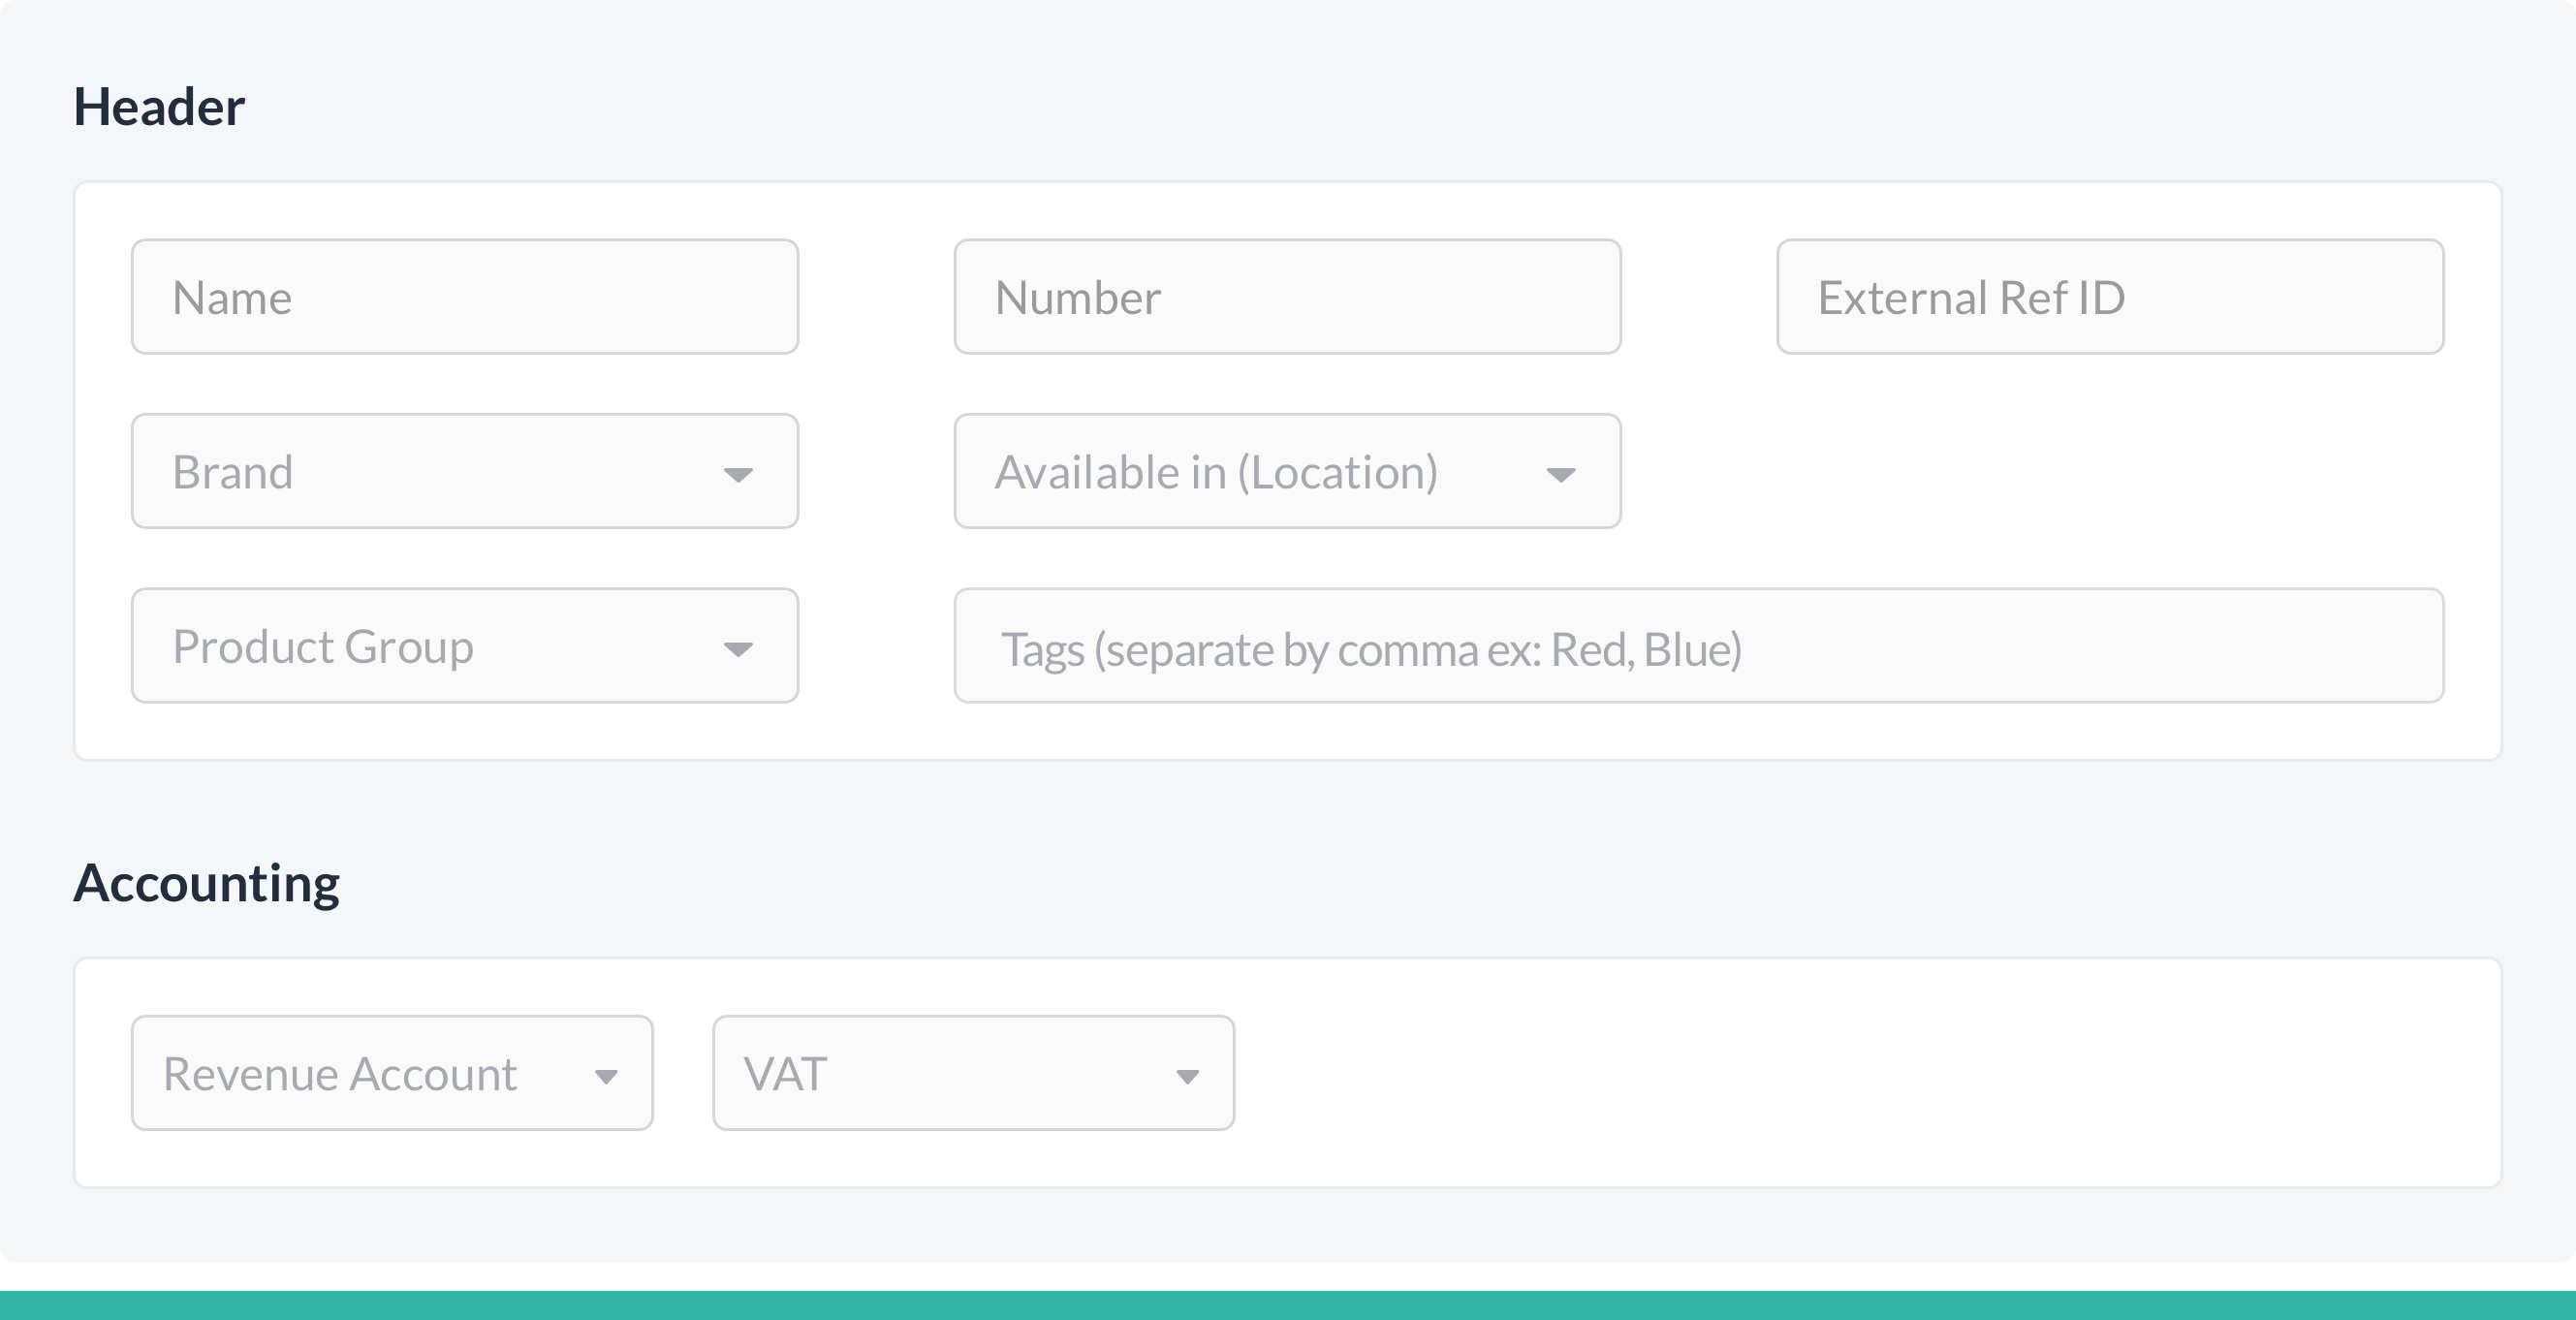 Header
Name
Number
External Ref ID
Brand
Available in (Location)
Product Group
Tags (separate by comma ex: Red, Blue)
Accounting
Revenue Account
VAT